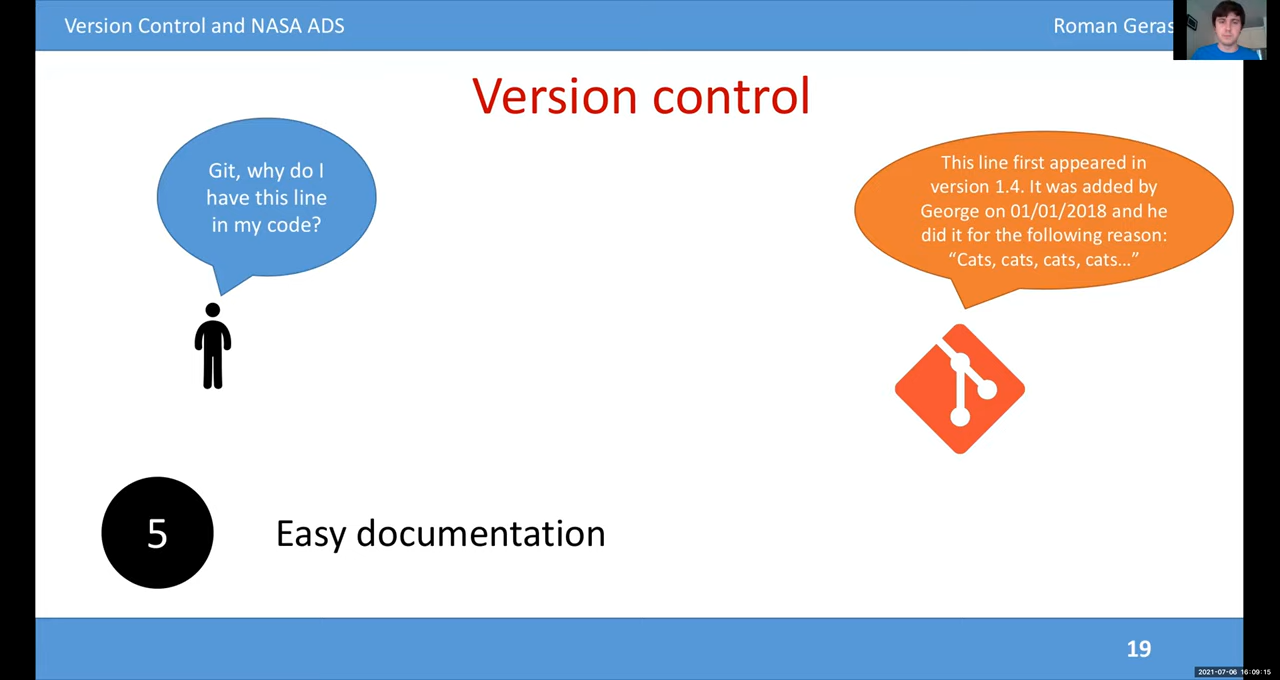 Version Control and NASA ADS
Roman Geras
Version control
Git, why do I
have this line
in my code?
This line first appeared in
version 1.4. It was added by
George on 01/01/2018 and he
did it for the following reason:
“Cats, cats, cats, cats…”
5
Easy documentation
19
2021-07-06 16:09:15